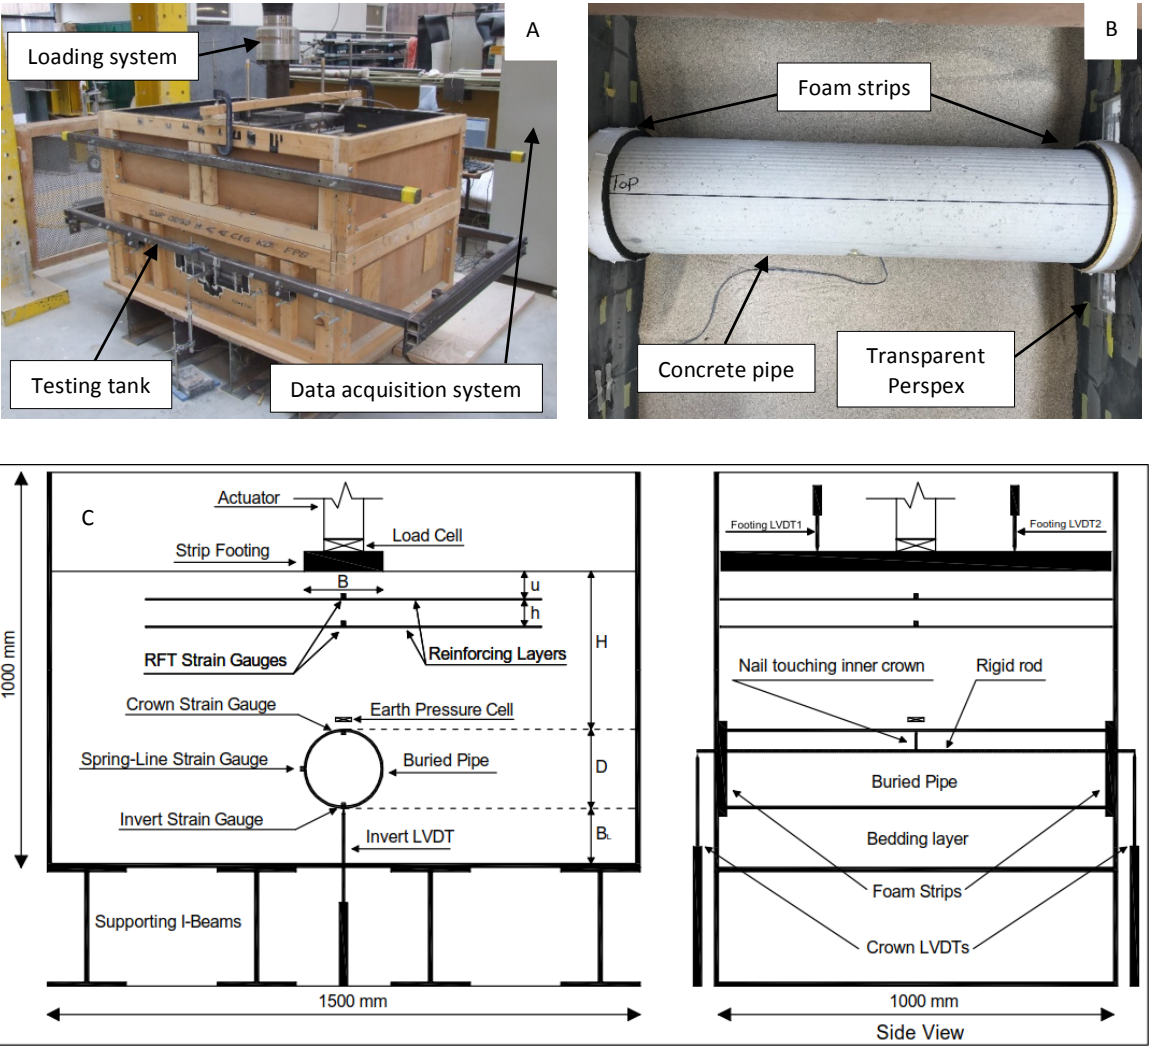 A
Loading system
Testing tank
Data acquisition system
B
Foam strips
Top
Concrete pipe
Transparent
Perspex
C
1000 mm
Actuator
Load Cell
Strip Footing
B
u
h
H
RFT Strain Gauges
Reinforcing Layers
Crown Strain Gauge
Earth Pressure Cell
Spring-Line Strain Gauge
Buried Pipe
D
Invert Strain Gauge
Invert LVDT
BL
Supporting I-Beams
1500 mm
Footing LVDT1
Footing LVDT2
Nail touching inner crown
Rigid rod
Buried Pipe
Bedding layer
Foam Strips
Crown LVDTs
1000 mm
Side View